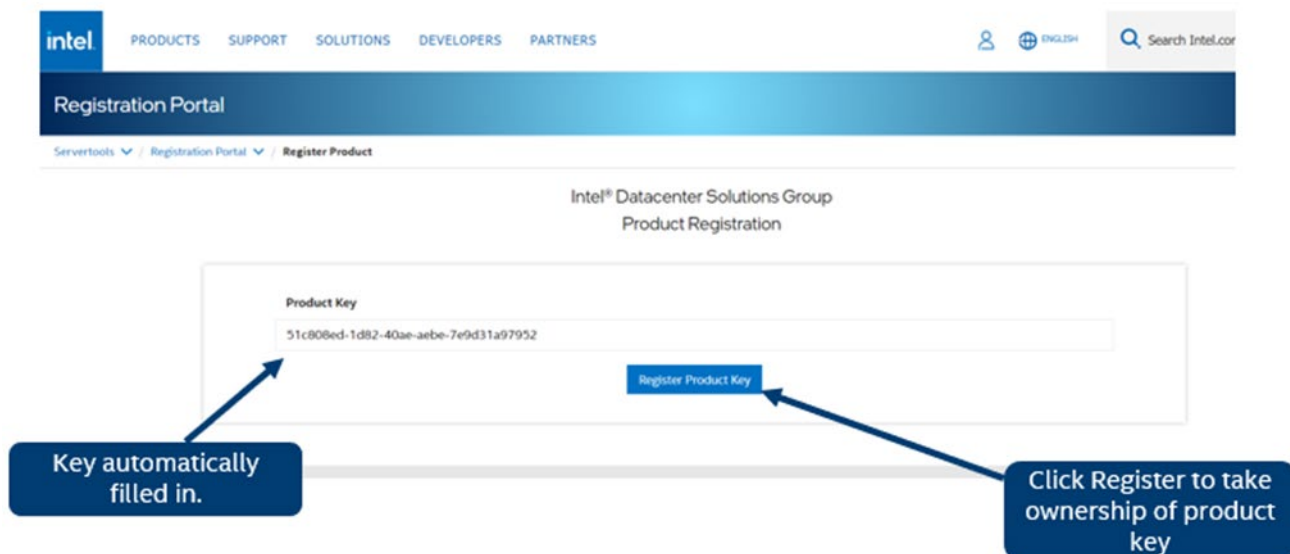 intel. PRODUCTS SUPPORT SOLUTIONS DEVELOPERS PARTNERS ENGLISH Search Intel.cor
Registration Portal
Servertools / Registration Portal / Register Product
Intel® Datacenter Solutions Group
Product Registration
Product Key
51c808ed-1d82-40ae-aebe-7e9d31a97952
Register Product Key
Key automatically
filled in.
Click Register to take
ownership of product
key